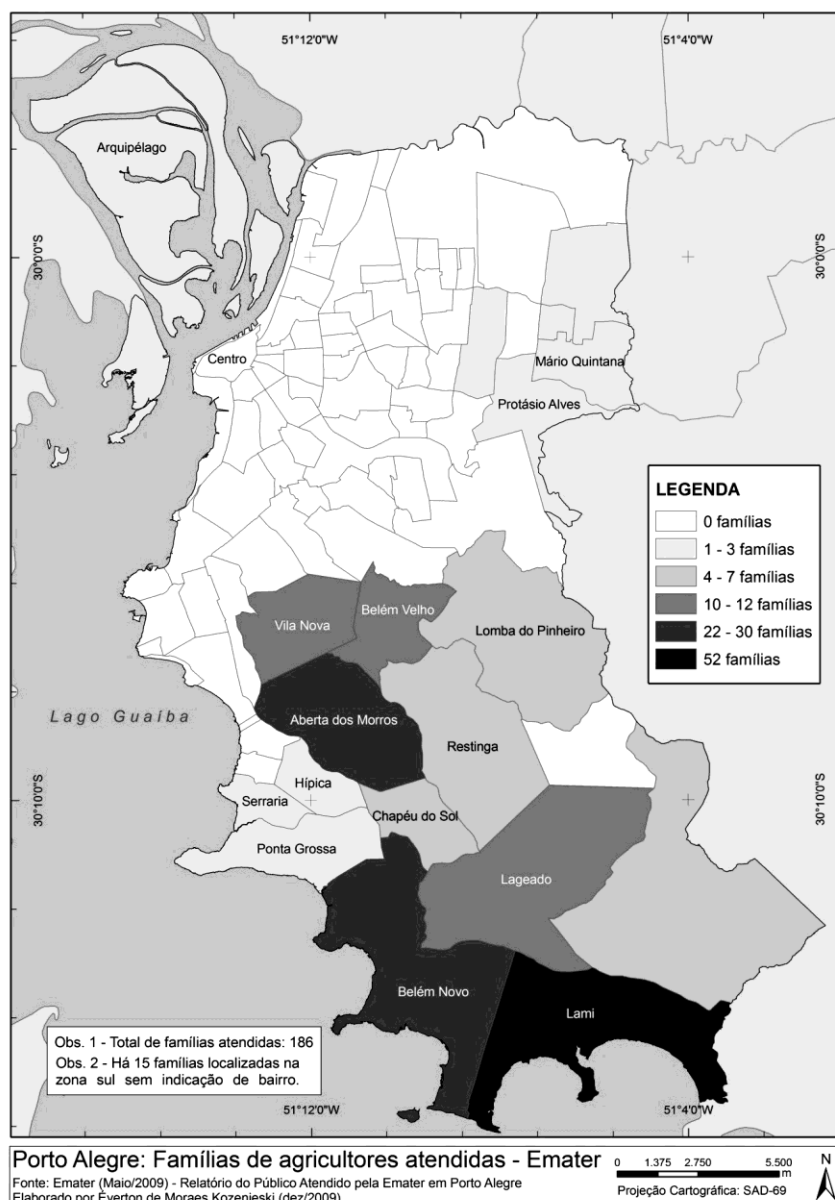 51°12'0"W
51°4'0"W
Arquipélago
30°0'0"S
30°0'0"S
Centro
Mário Quintana
Protásio Alves
LEGENDA
0 famílias
1 - 3 famílias
4 - 7 famílias
10 - 12 famílias
22 - 30 famílias
52 famílias
Vila Nova
Belém Velho
Lomba do Pinheiro
Lago Guaíba
Aberta dos Morros
Restinga
Hípica
Serraria
Chapéu do Sol
30°10'0"S
30°10'0"S
Ponta Grossa
Lageado
Belém Novo
Lami
Obs. 1 - Total de famílias atendidas: 186
Obs. 2 - Há 15 famílias localizadas na
zona sul sem indicação de bairro.
51°12'0"W
51°4'0"W
Porto Alegre: Famílias de agricultores atendidas - Emater
0 1.375 2.750 5.500
m
N
Fonte: Emater (Maio/2009) - Relatório do Público Atendido pela Emater em Porto Alegre
Projeção Cartográfica: SAD-69
Elaborado por Éverton de Moraes Kozenieski (dez/2009)